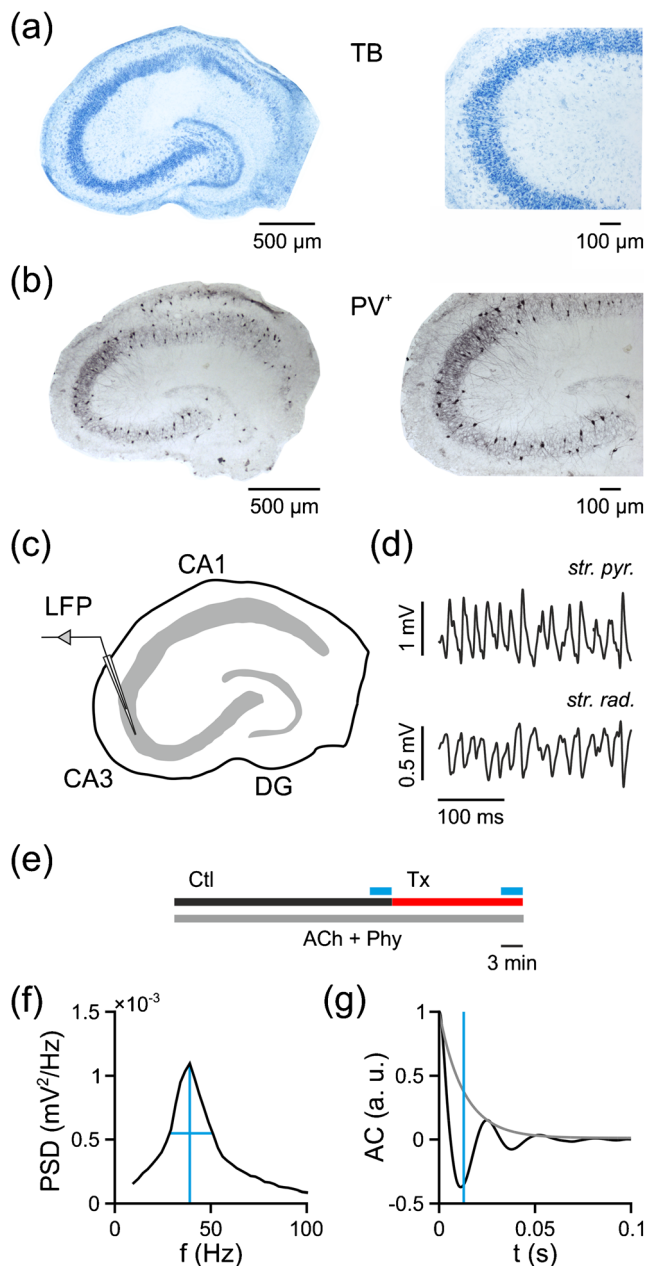 (a)
TB
500 µm
100 µm
(b)
PV⁺
500 µm
100 µm
(c)
CA1
LFP
CA3
DG
(d)
str. pyr.
1 mV
str. rad.
0.5 mV
100 ms
(e)
Ctl
Tx
ACh + Phy
3 min
(f)
×10⁻³
1.5
1
0.5
0
PSD (mV²/Hz)
0
50
100
f (Hz)
(g)
1
0.5
0
-0.5
AC (a. u.)
0
0.05
0.1
t (s)